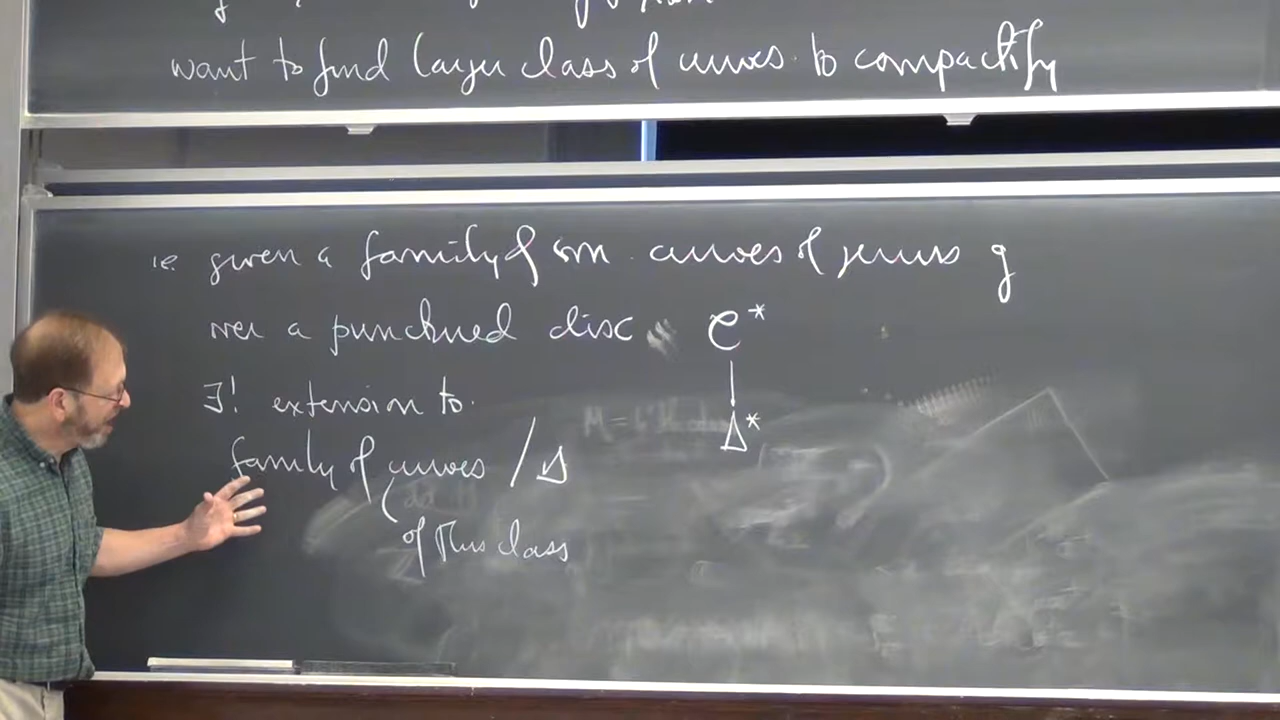 want to find larger class of curves to compactify
i.e. given a family of sm. curves of genus g
over a punctured disc C*
∃! extension to
Δ*
family of curves / Δ
of this class